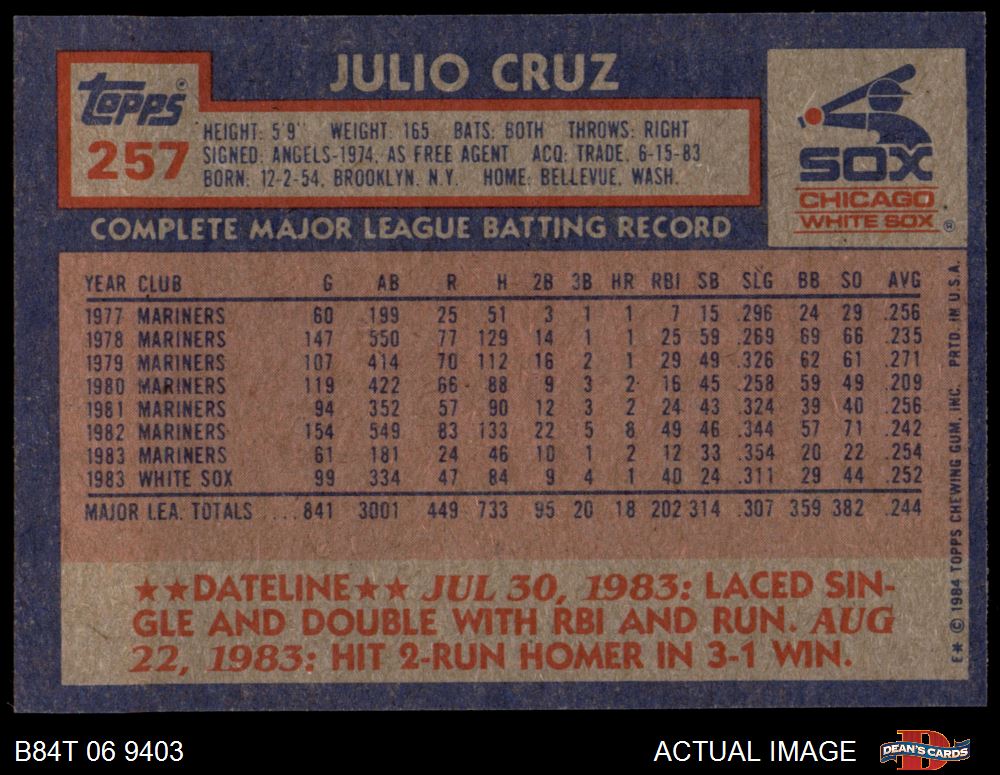 JULIO CRUZ
Topps
257
HEIGHT: 5'9" WEIGHT: 165 BATS: BOTH THROWS: RIGHT
SIGNED: ANGELS-1974, AS FREE AGENT ACQ: TRADE, 6-15-83
BORN: 12-2-54, BROOKLYN, N.Y. HOME: BELLEVUE, WASH.
SOX
CHICAGO
WHITE SOX ®
COMPLETE MAJOR LEAGUE BATTING RECORD
YEAR CLUB G AB R H 2B 3B HR RBI SB SLG BB SO AVG
1977 MARINERS 60 199 25 51 3 1 1 7 15 .296 24 29 .256
1978 MARINERS 147 550 77 129 14 1 1 25 59 .269 69 66 .235
1979 MARINERS 107 414 70 112 16 2 1 29 49 .326 62 61 .271
1980 MARINERS 119 422 66 88 9 3 2 16 45 .258 59 49 .209
1981 MARINERS 94 352 57 90 12 3 2 24 43 .324 39 40 .256
1982 MARINERS 154 549 83 133 22 5 8 49 46 .344 57 71 .242
1983 MARINERS 61 181 24 46 10 1 2 12 33 .354 20 22 .254
1983 WHITE SOX 99 334 47 84 9 4 1 40 24 .311 29 44 .252
MAJOR LEA. TOTALS ....841 3001 449 733 95 20 18 202 314 .307 359 382 .244
★★DATELINE★★ JUL 30, 1983: LACED SIN-
GLE AND DOUBLE WITH RBI AND RUN. AUG
22, 1983: HIT 2-RUN HOMER IN 3-1 WIN.
E* © 1984 TOPPS CHEWING GUM, INC. PRTD. IN U.S.A.
B84T 06 9403
ACTUAL IMAGE
D
DEAN'S CARDS